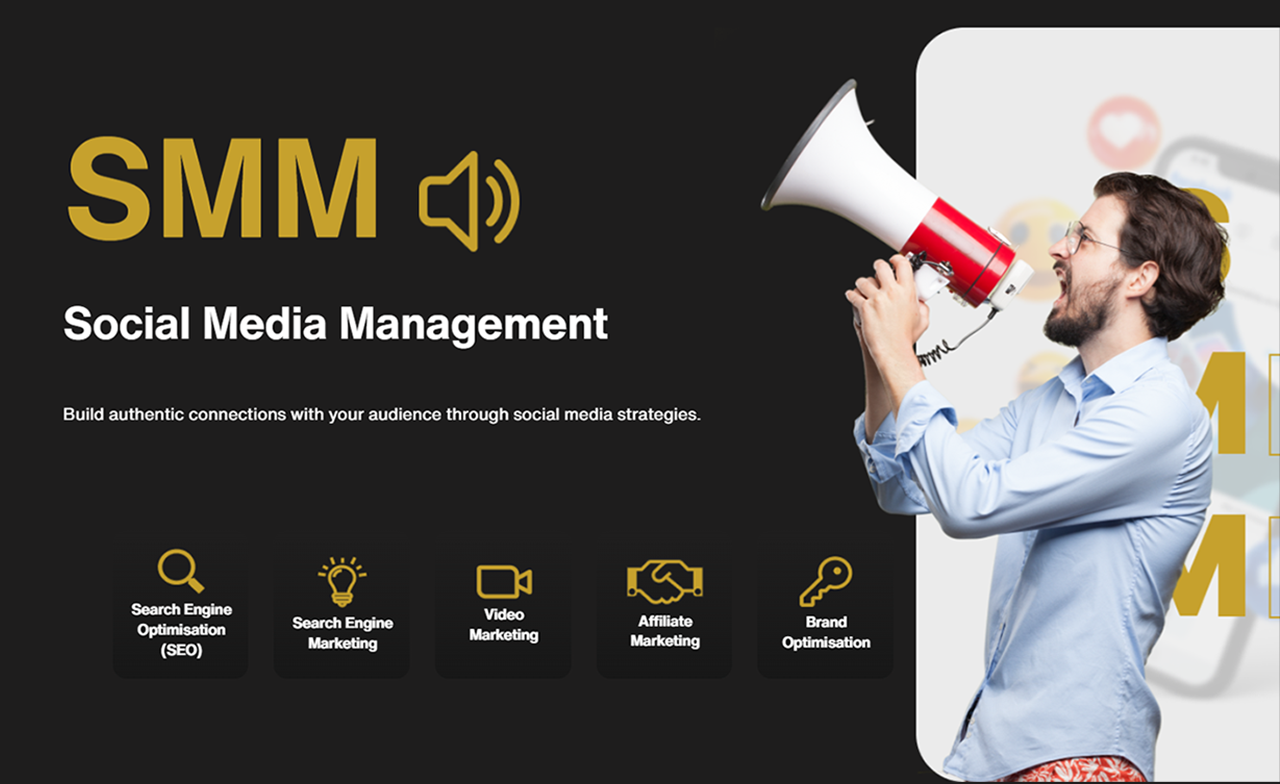 SMM
Social Media Management
Build authentic connections with your audience through social media strategies.
Search Engine
Optimisation
(SEO)
Search Engine
Marketing
Video
Marketing
Affiliate
Marketing
Brand
Optimisation
S
M
M